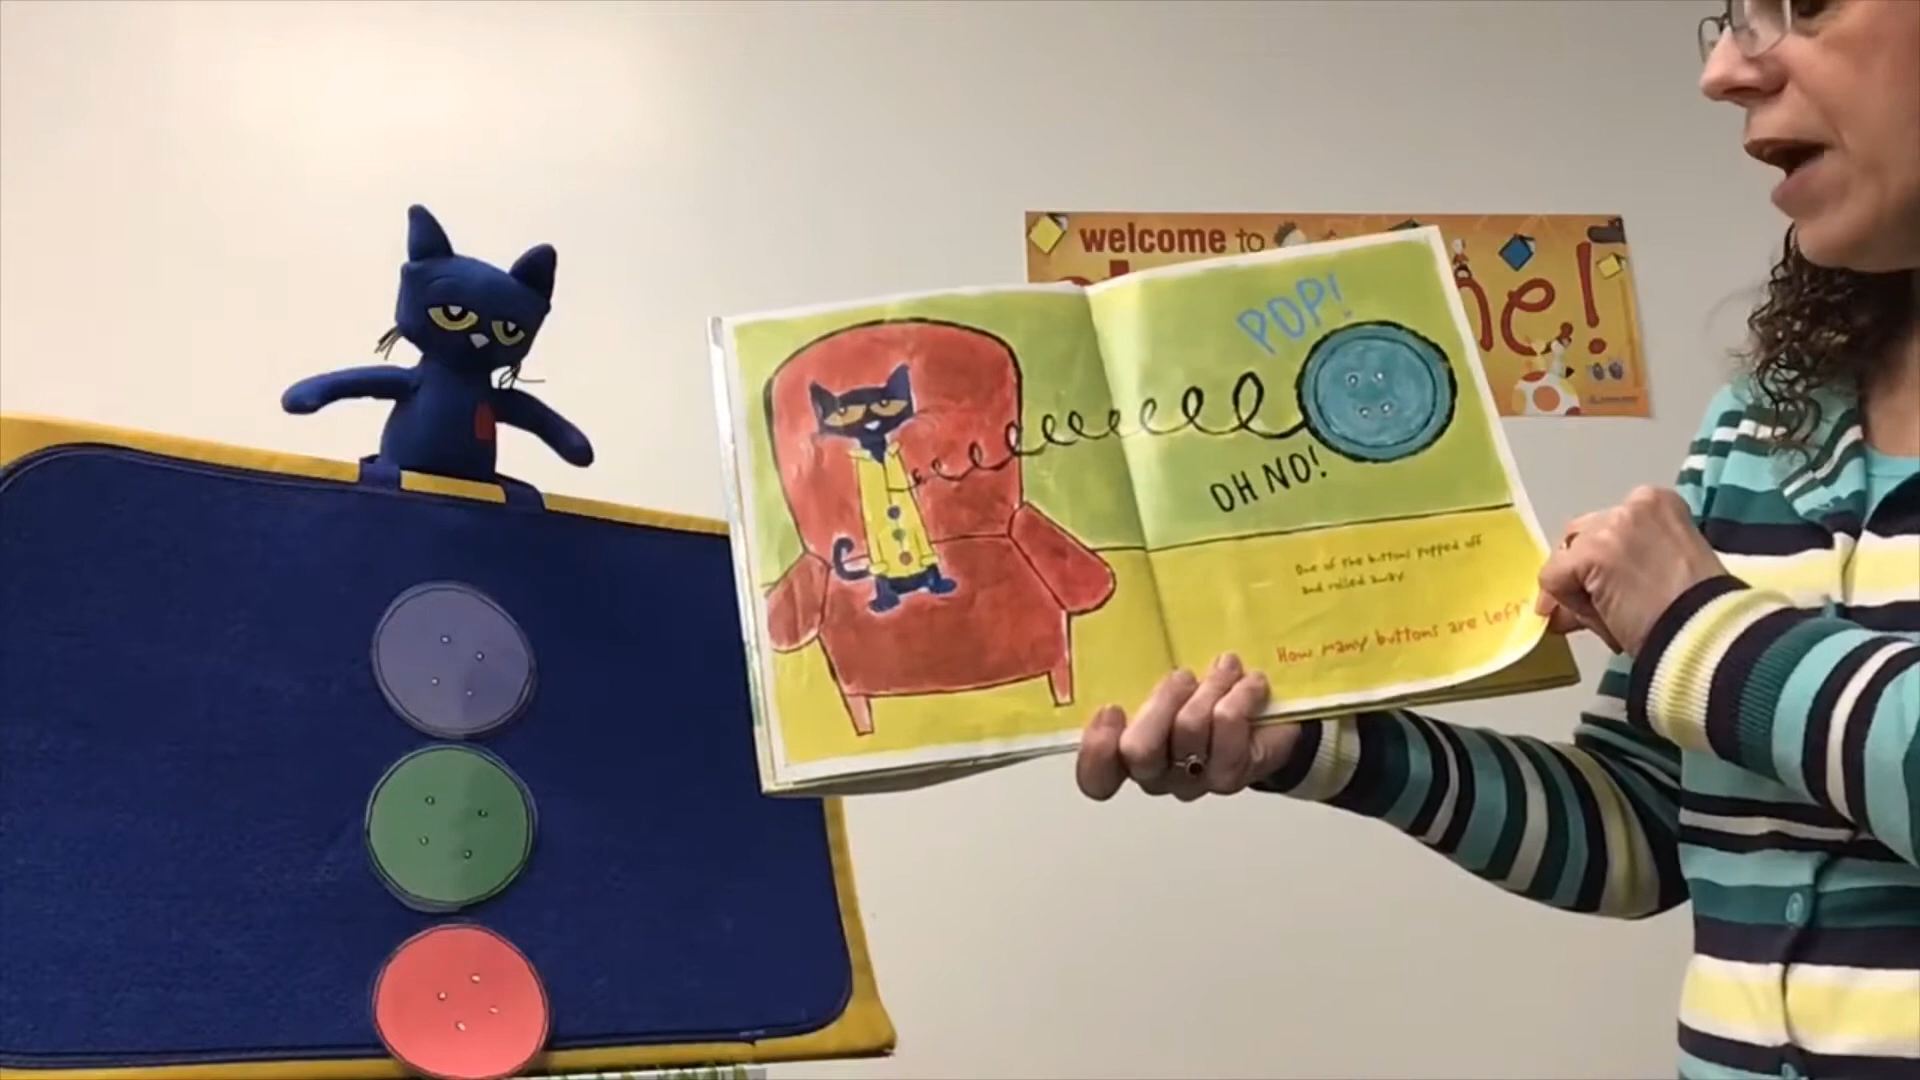 welcome to
ne!
POP!
OH NO!
One of the buttons popped off
and rolled away.
How many buttons are left?